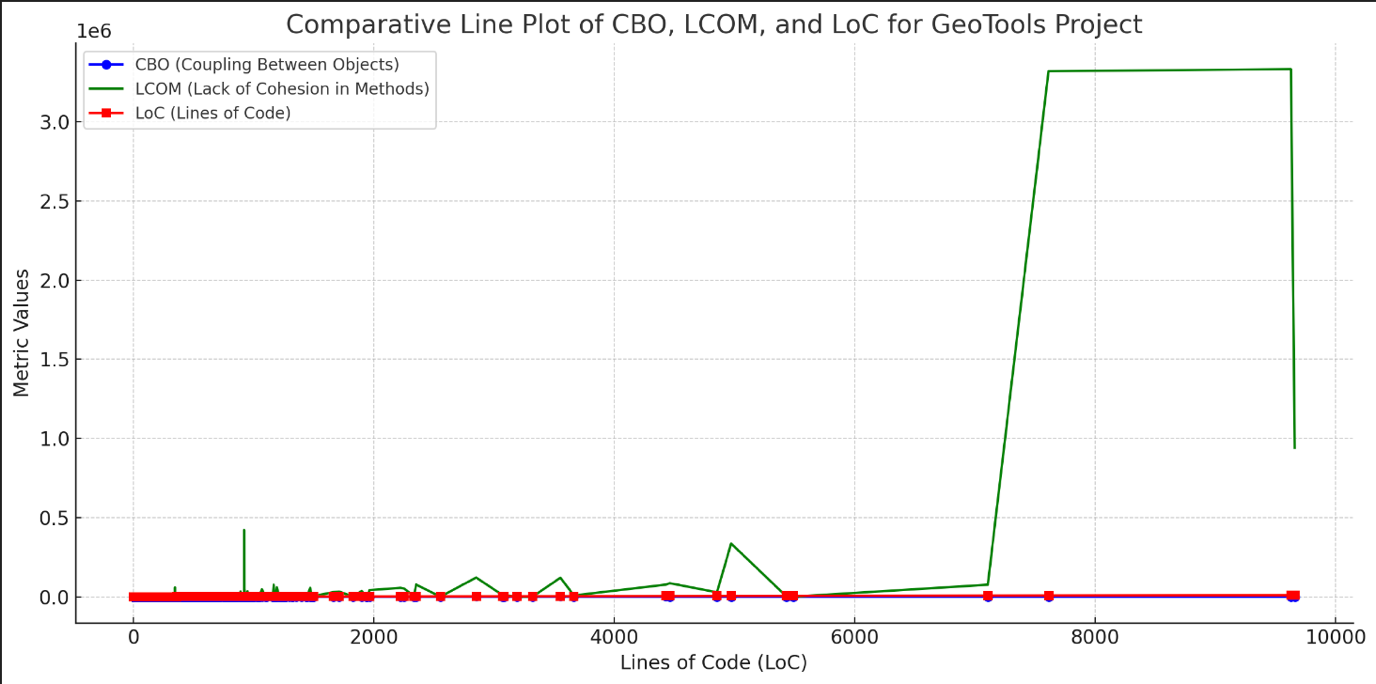 Comparative Line Plot of CBO, LCOM, and LoC for GeoTools Project
1e6
CBO (Coupling Between Objects)
LCOM (Lack of Cohesion in Methods)
LoC (Lines of Code)
3.0
2.5
2.0
1.5
1.0
0.5
0.0
Metric Values
0 2000 4000 6000 8000 10000
Lines of Code (LoC)